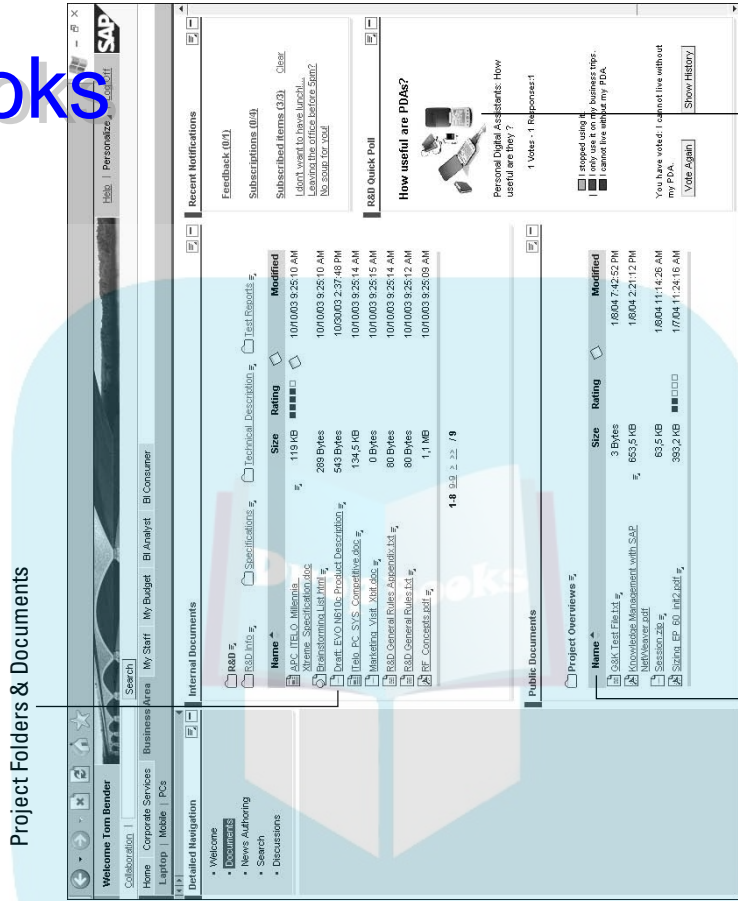 Project Folders & Documents
oks
Welcome Tom Bender
Help | Personalize | Log Off
SAP
Collaboration |
Search
Home Corporate Services Business Area My Staff My Budget BI Analyst BI Consumer
Laptop | Mobile | PCs
Detailed Navigation
Welcome
Documents
News Authoring
Search
Discussions
Internal Documents
R&D
R&D Info Specifications Technical Description Test Reports
Name Size Rating Modified
APC ITELO Millennia Xtreme Specification.doc 119 KB 10/10/03 9:25:10 AM
Brainstorming List.html 289 Bytes 10/10/03 9:25:10 AM
Draft: EVO N610c Product Description 543 Bytes 10/30/03 2:37:48 PM
ITelo PC SYS Competitive.doc 134,5 KB 10/10/03 9:25:14 AM
Marketing Visit Xbit.doc 0 Bytes 10/10/03 9:25:15 AM
R&D General Rules Appendix.txt 80 Bytes 10/10/03 9:25:14 AM
R&D General Rules.txt 80 Bytes 10/10/03 9:25:12 AM
RF Concepts.pdf 1,1 MB 10/10/03 9:25:09 AM
1-8 9-9 > >> / 9
Public Documents
Project Overviews
Name Size Rating Modified
Q&K Test File.txt 3 Bytes 1/8/04 7:42:52 PM
Knowledge Management with SAP NetWeaver.pdf 653,5 KB 1/8/04 2:21:12 PM
Session.zip 63,5 KB 1/8/04 11:14:26 AM
Sizing EP 60 init2.pdf 393,2 KB 1/7/04 11:24:16 AM
Recent Notifications
Feedback (0/1)
Subscriptions (0/4)
Subscribed items (3/3) Clear
I don't want to have lunch!...
Leaving the office before 5pm?
No soup for you!
R&D Quick Poll
How useful are PDAs?
Personal Digital Assistants: How
useful are they ?
1 Votes - 1 Responses:1
I stopped using it.
I only use it on my business trips.
I cannot live without my PDA.
You have voted: I cannot live without
my PDA.
Vote Again Show History